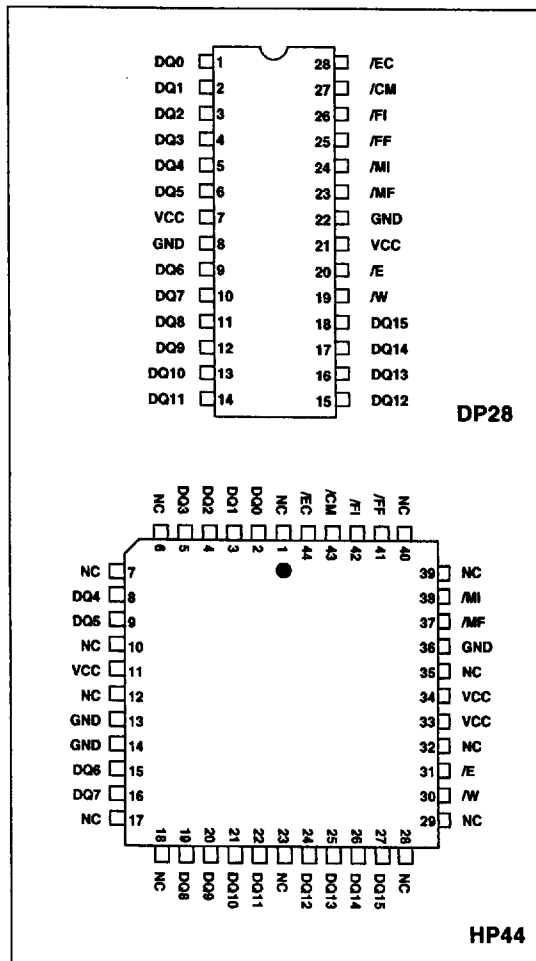 DQ0 1 28 /EC
DQ1 2 27 /CM
DQ2 3 26 /FI
DQ3 4 25 /FF
DQ4 5 24 /MI
DQ5 6 23 /MF
VCC 7 22 GND
GND 8 21 VCC
DQ6 9 20 /E
DQ7 10 19 /W
DQ8 11 18 DQ15
DQ9 12 17 DQ14
DQ10 13 16 DQ13
DQ11 14 15 DQ12
DP28
NC DQ3 DQ2 DQ1 DQ0 NC /EC /CM /FI /FF NC
6 5 4 3 2 1 44 43 42 41 40
NC 7 39 NC
DQ4 8 38 /MI
DQ5 9 37 /MF
NC 10 36 GND
VCC 11 35 NC
NC 12 34 VCC
GND 13 33 VCC
GND 14 32 NC
DQ6 15 31 /E
DQ7 16 30 /W
NC 17 29 NC
18 19 20 21 22 23 24 25 26 27 28
NC DQ8 DQ9 DQ10 DQ11 NC DQ12 DQ13 DQ14 DQ15 NC
HP44